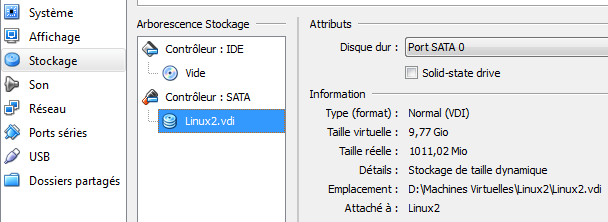 Système
Affichage
Stockage
Son
Réseau
Ports séries
USB
Dossiers partagés
Arborescence Stockage
Contrôleur : IDE
Vide
Contrôleur : SATA
Linux2.vdi
Attributs
Disque dur : Port SATA 0
Solid-state drive
Information
Type (format) : Normal (VDI)
Taille virtuelle : 9,77 Gio
Taille réelle : 1011,02 Mio
Détails : Stockage de taille dynamique
Emplacement : D:\Machines Virtuelles\Linux2\Linux2.vdi
Attaché à : Linux2